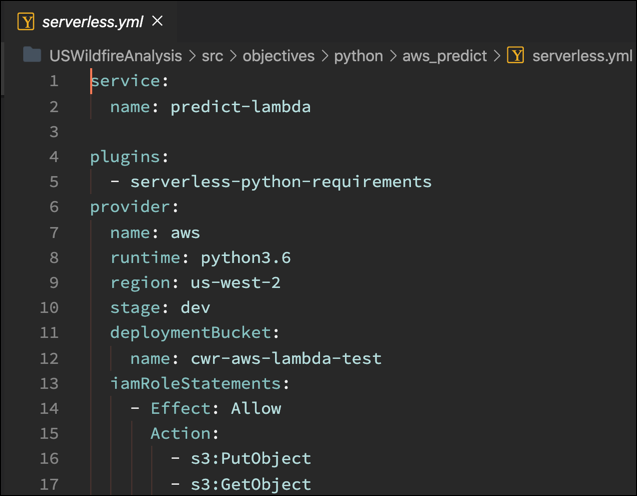 serverless.yml
USWildfireAnalysis > src > objectives > python > aws_predict > serverless.yml
1 service:
2   name: predict-lambda
3
4 plugins:
5   - serverless-python-requirements
6 provider:
7   name: aws
8   runtime: python3.6
9   region: us-west-2
10   stage: dev
11   deploymentBucket:
12     name: cwr-aws-lambda-test
13   iamRoleStatements:
14     - Effect: Allow
15       Action:
16         - s3:PutObject
17         - s3:GetObject